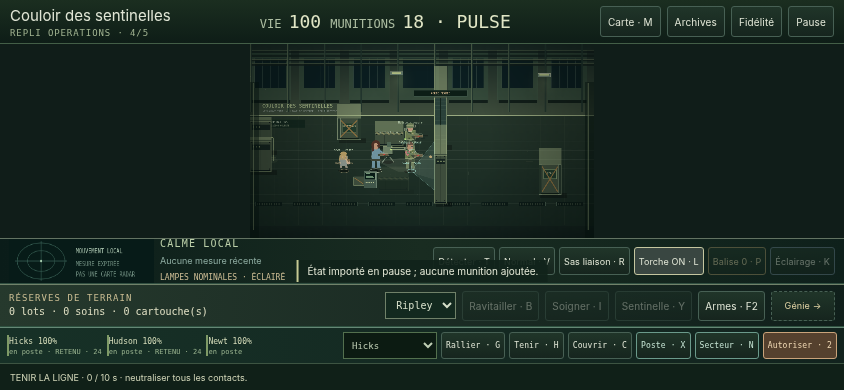 Couloir des sentinelles
REPLI OPERATIONS · 4/5
VIE 100 MUNITIONS 18 · PULSE
Carte · M
Archives
Fidélité
Pause
COULOIR DES SENTINELLES
MOUVEMENT LOCAL
MESURE EXPIRÉE
PAS UNE CARTE RADAR
CALME LOCAL
Aucune mesure récente
LAMPES NOMINALES · ÉCLAIRÉ
État importé en pause ; aucune munition ajoutée.
Sas liaison · R
Torche ON · L
Balise 0 · P
Éclairage · K
RÉSERVES DE TERRAIN
0 lots · 0 soins · 0 cartouche(s)
Ripley
Ravitailler · B
Soigner · I
Sentinelle · Y
Armes · F2
Génie →
Hicks 100%
en poste · RETENU · 24
Hudson 100%
en poste · RETENU · 24
Newt 100%
en poste
Hicks
Rallier · G
Tenir · H
Couvrir · C
Poste · X
Secteur · N
Autoriser · 2
TENIR LA LIGNE · 0 / 10 s · neutraliser tous les contacts.